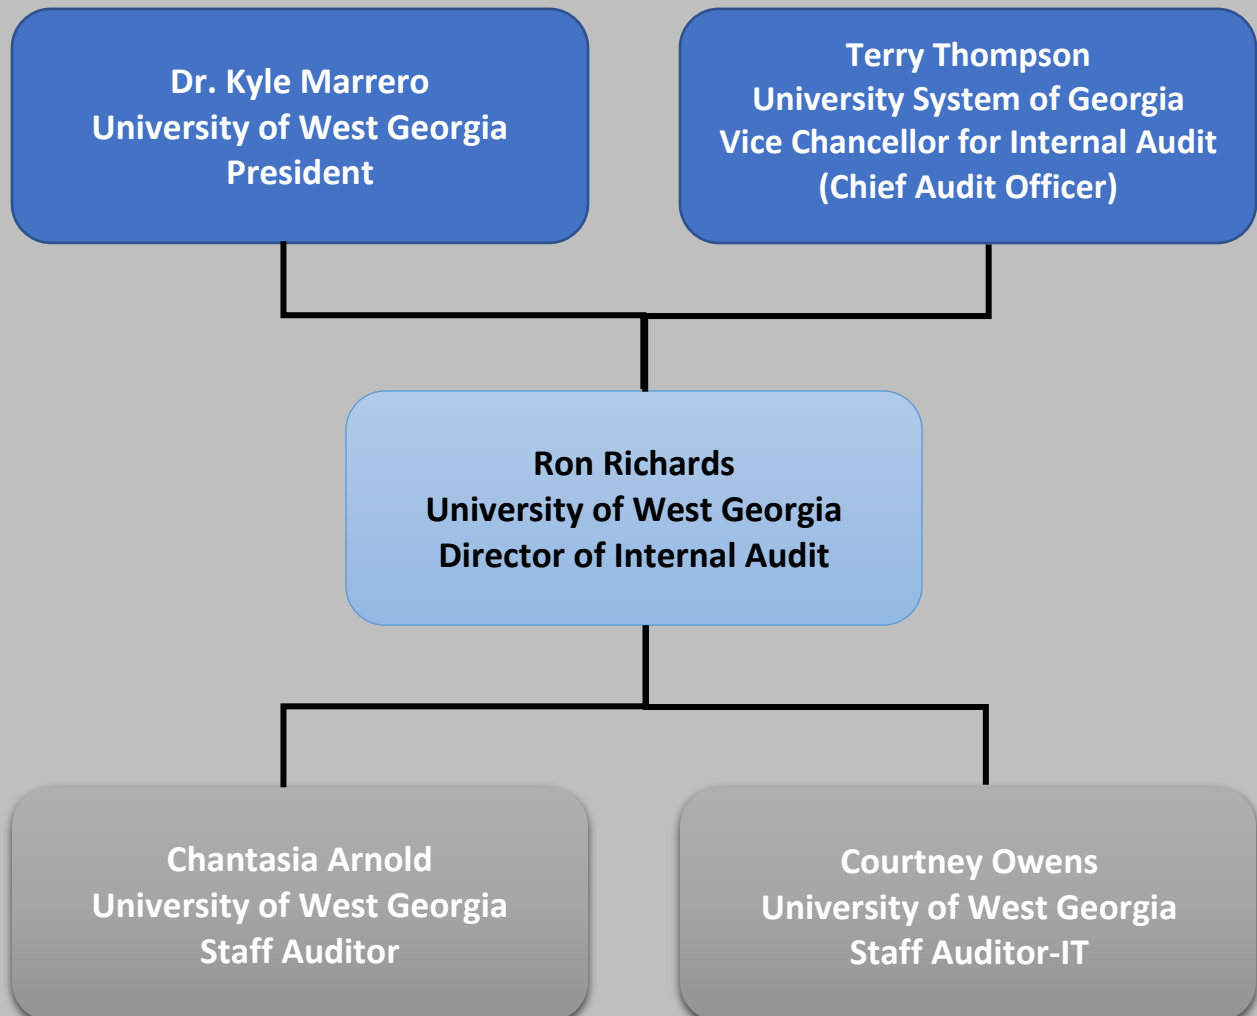 Dr. Kyle Marrero
University of West Georgia
President
Terry Thompson
University System of Georgia
Vice Chancellor for Internal Audit
(Chief Audit Officer)
Ron Richards
University of West Georgia
Director of Internal Audit
Chantasia Arnold
University of West Georgia
Staff Auditor
Courtney Owens
University of West Georgia
Staff Auditor-IT